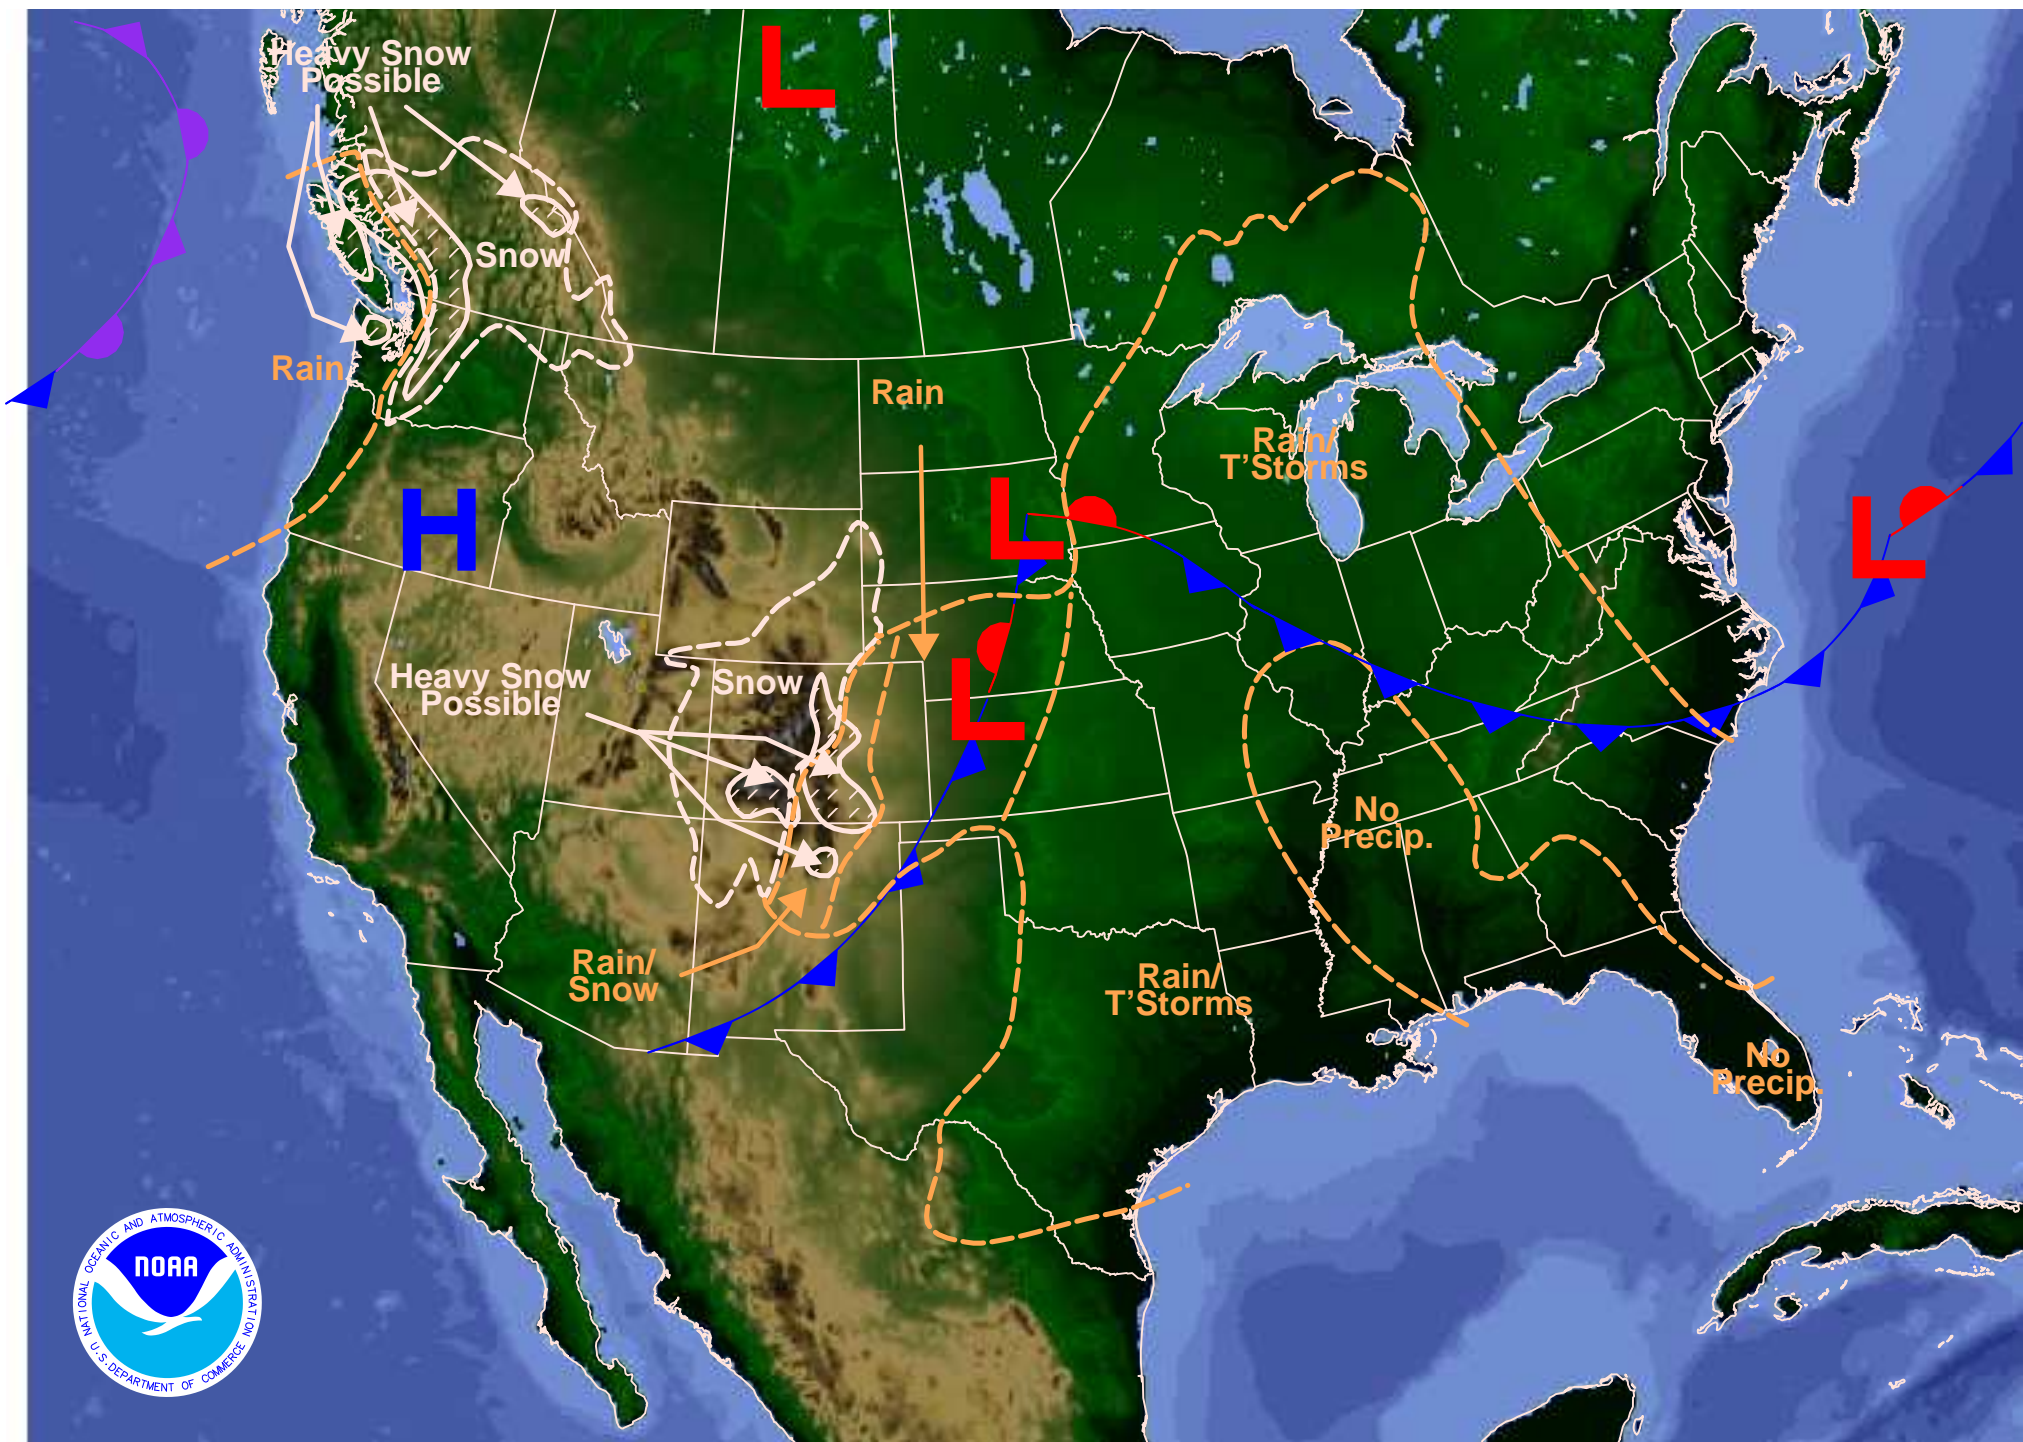 Heavy Snow
Possible
L
Snow
Rain
Rain
Rain/
T'Storms
H
L
L
Heavy Snow
Possible
Snow
L
No
Precip.
Rain/
Snow
Rain/
T'Storms
No
Precip.
NATIONAL OCEANIC AND ATMOSPHERIC ADMINISTRATION
NOAA
U.S. DEPARTMENT OF COMMERCE